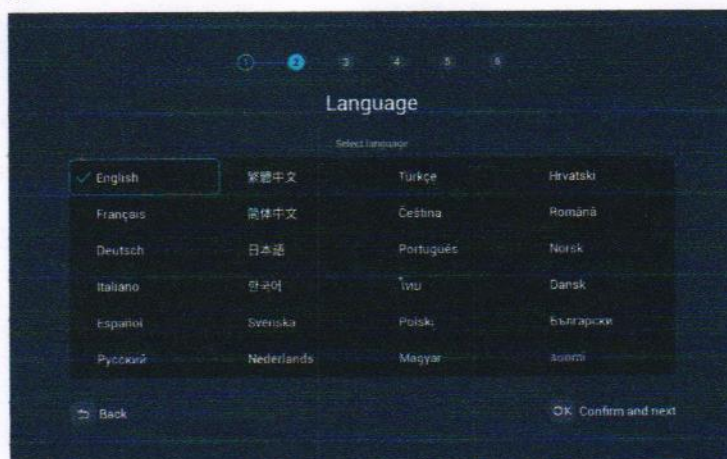 1 2 3 4 5 6
Language
Select language
English 繁體中文 Türkçe Hrvatski
Français 简体中文 Čeština Română
Deutsch 日本語 Português Norsk
Italiano 한국어 ไทย Dansk
Español Svenska Polski Български
Русский Nederlands Magyar suomi
Back OK Confirm and next